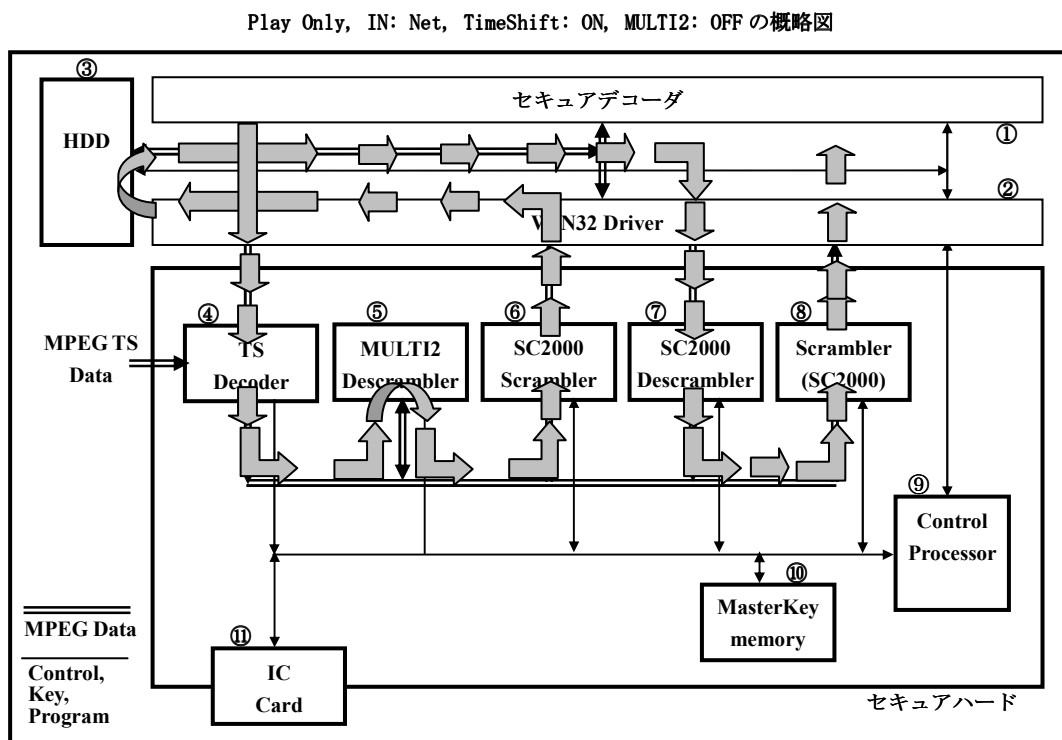 Play Only, IN: Net, TimeShift: ON, MULTI2: OFF の概略図
③
セキュアデコーダ
HDD
①
②
WIN32 Driver
④
⑤
⑥
⑦
⑧
MPEG TS
Data
TS
Decoder
MULTI2
Descrambler
SC2000
Scrambler
SC2000
Descrambler
Scrambler
(SC2000)
⑨
Control
Processor
⑩
MasterKey
memory
MPEG Data
Control,
Key,
Program
⑪
IC
Card
セキュアハード